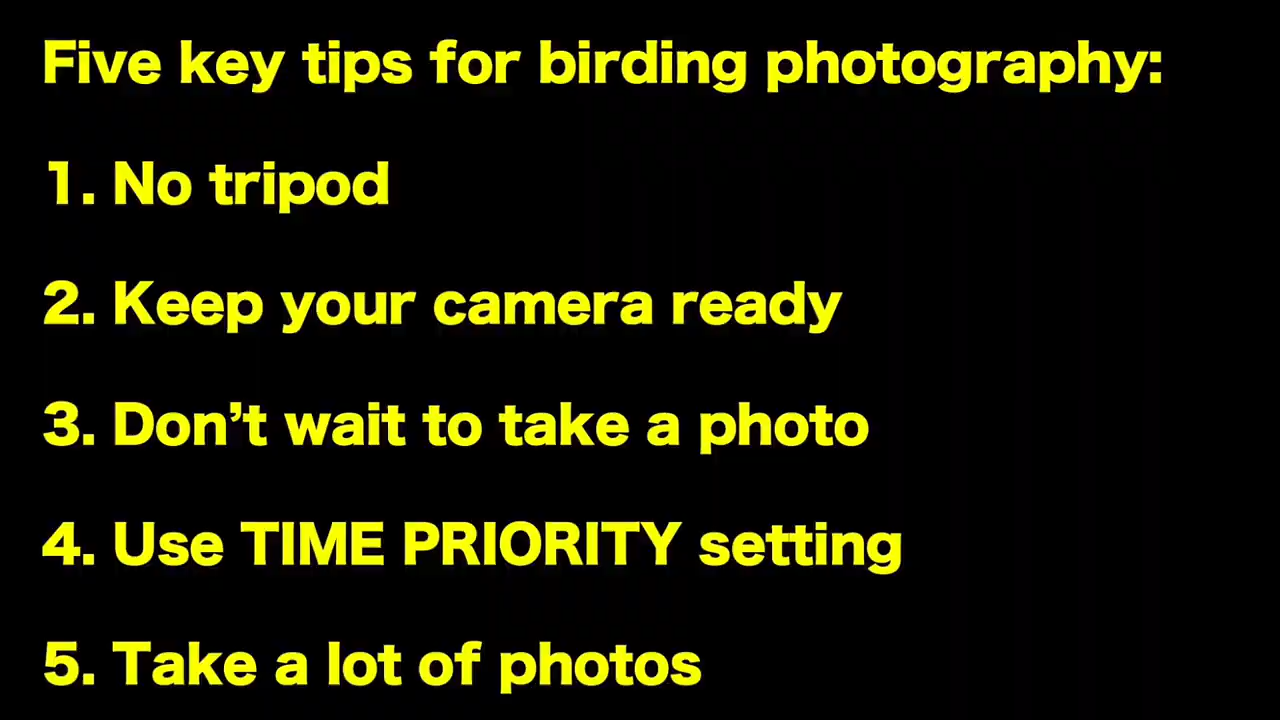 Five key tips for birding photography:
1. No tripod
2. Keep your camera ready
3. Don’t wait to take a photo
4. Use TIME PRIORITY setting
5. Take a lot of photos